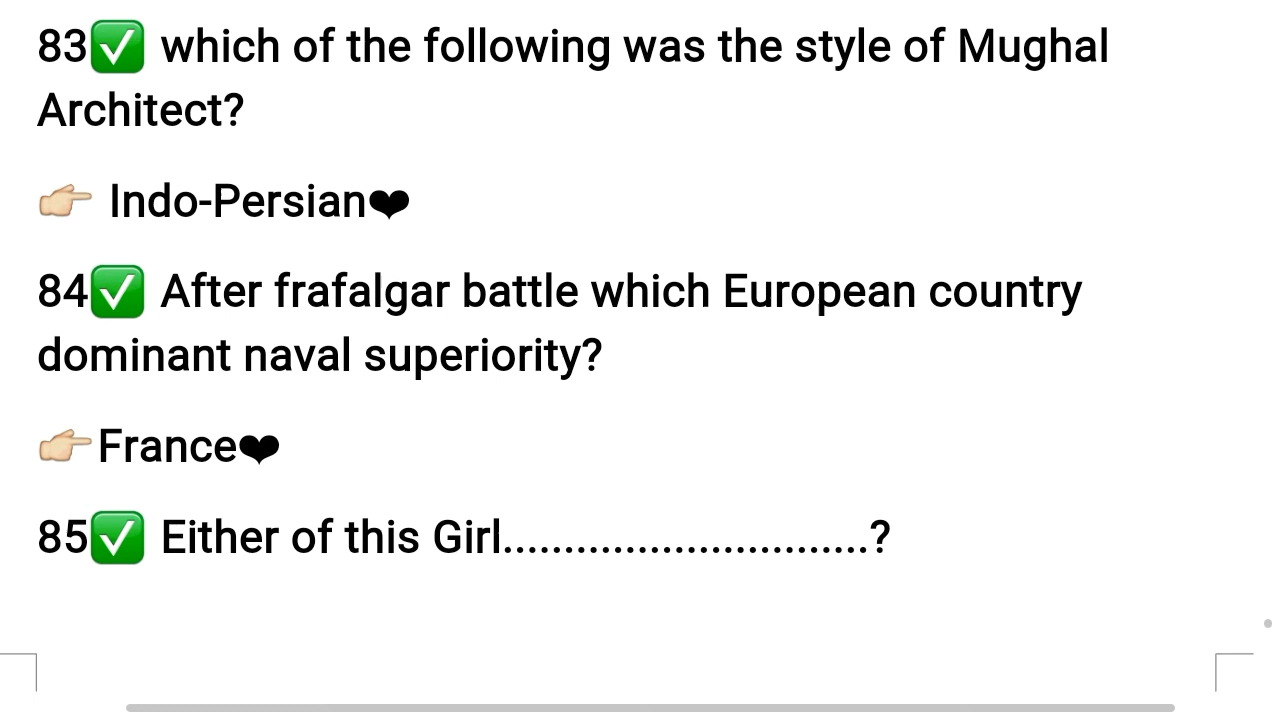 83✅ which of the following was the style of Mughal
Architect?
👉🏼 Indo-Persian❤
84✅ After frafalgar battle which European country
dominant naval superiority?
👉🏼France❤
85✅ Either of this Girl..............................?